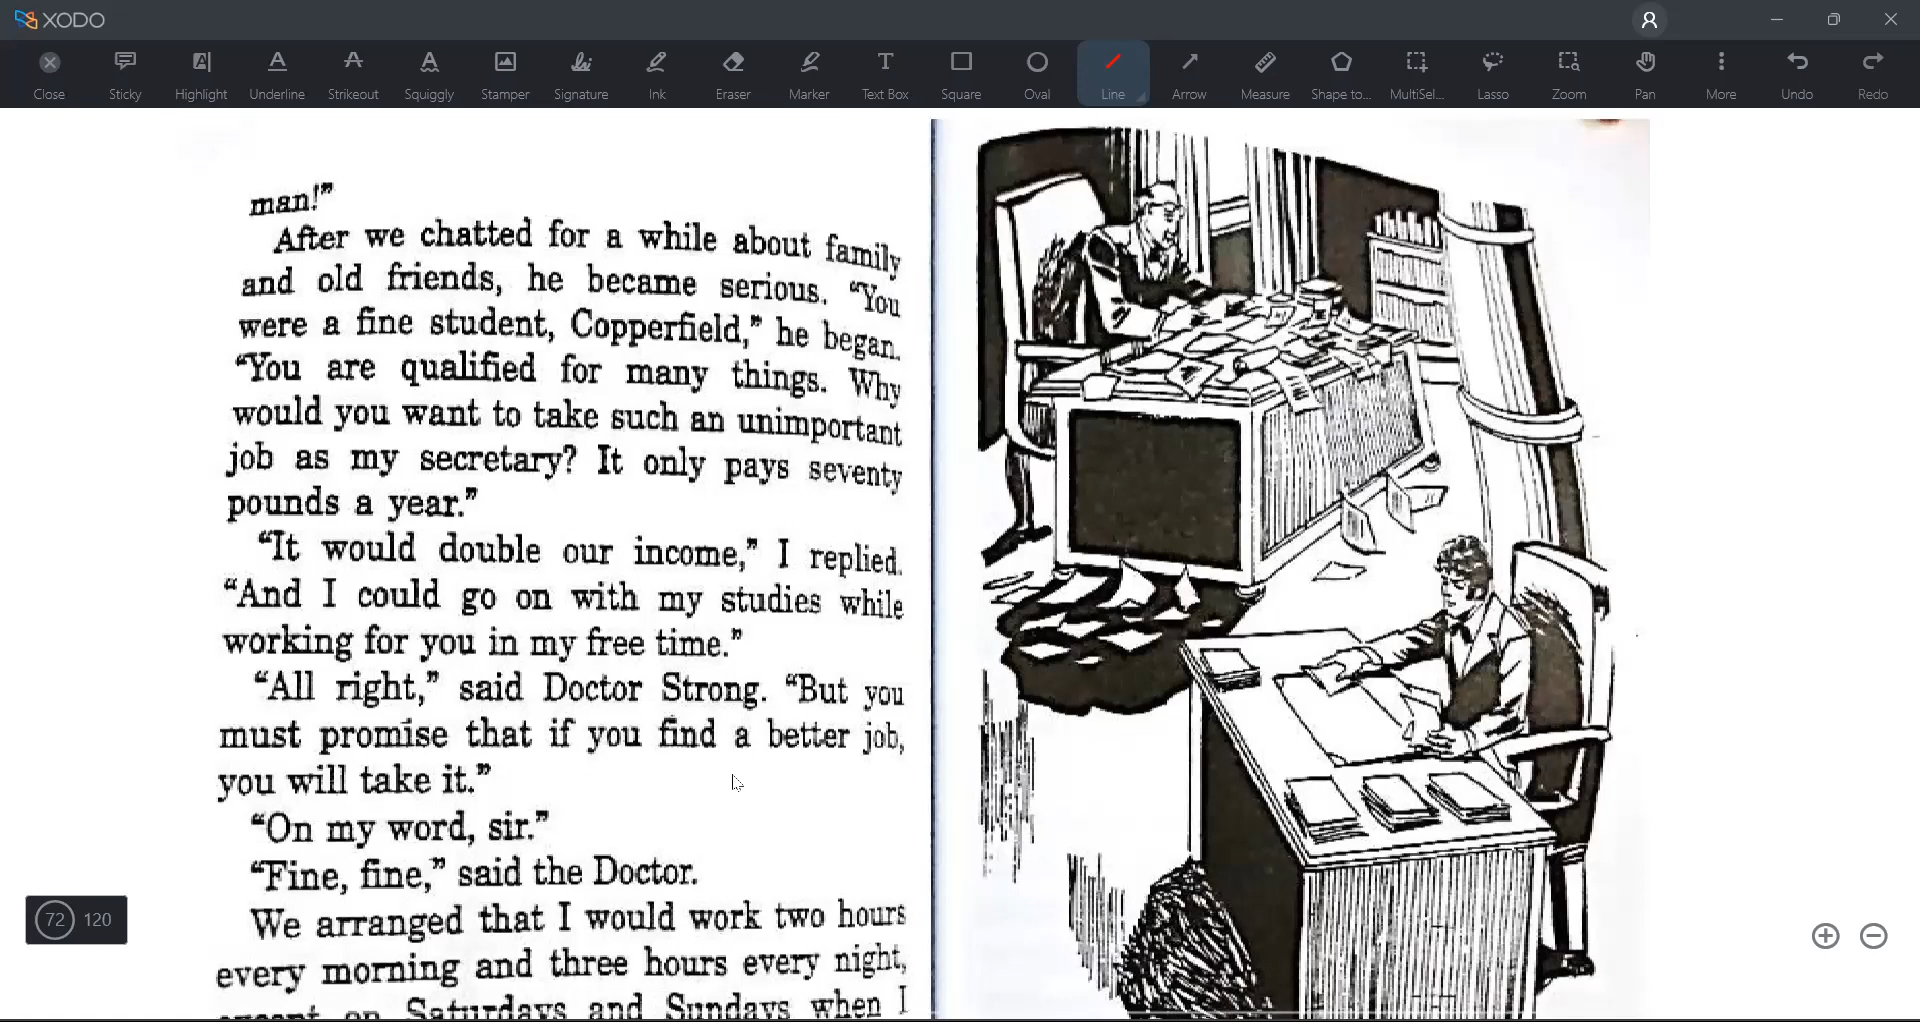 XODO
Close
Sticky
Highlight
Underline
Strikeout
Squiggly
Stamper
Signature
Ink
Eraser
Marker
Text Box
Square
Oval
Line
Arrow
Measure
Shape to...
MultiSel...
Lasso
Zoom
Pan
More
Undo
Redo
man!”
After we chatted for a while about family
and old friends, he became serious. “You
were a fine student, Copperfield,” he began.
“You are qualified for many things. Why
would you want to take such an unimportant
job as my secretary? It only pays seventy
pounds a year.”
“It would double our income,” I replied.
“And I could go on with my studies while
working for you in my free time.”
“All right,” said Doctor Strong. “But you
must promise that if you find a better job,
you will take it.”
“On my word, sir.”
“Fine, fine,” said the Doctor.
We arranged that I would work two hours
every morning and three hours every night,
except on Saturdays and Sundays when I
72 120